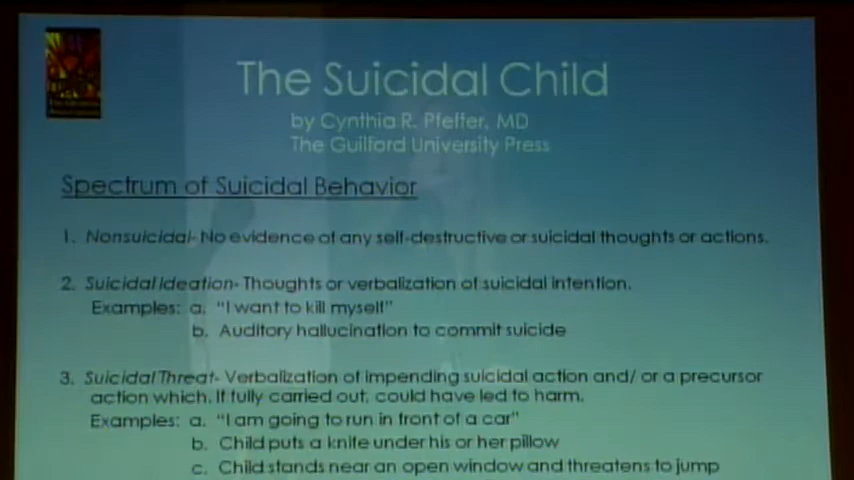 The Suicidal Child
by Cynthia R. Pfeffer, MD
The Guilford University Press
Spectrum of Suicidal Behavior
1. Nonsuicidal- No evidence of any self-destructive or suicidal thoughts or actions.
2. Suicidal Ideation- Thoughts or verbalization of suicidal intention.
Examples: a. "I want to kill myself"
b. Auditory hallucination to commit suicide
3. Suicidal Threat- Verbalization of impending suicidal action and/ or a precursor
action which. If fully carried out, could have led to harm.
Examples: a. "I am going to run in front of a car"
b. Child puts a knife under his or her pillow
c. Child stands near an open window and threatens to jump